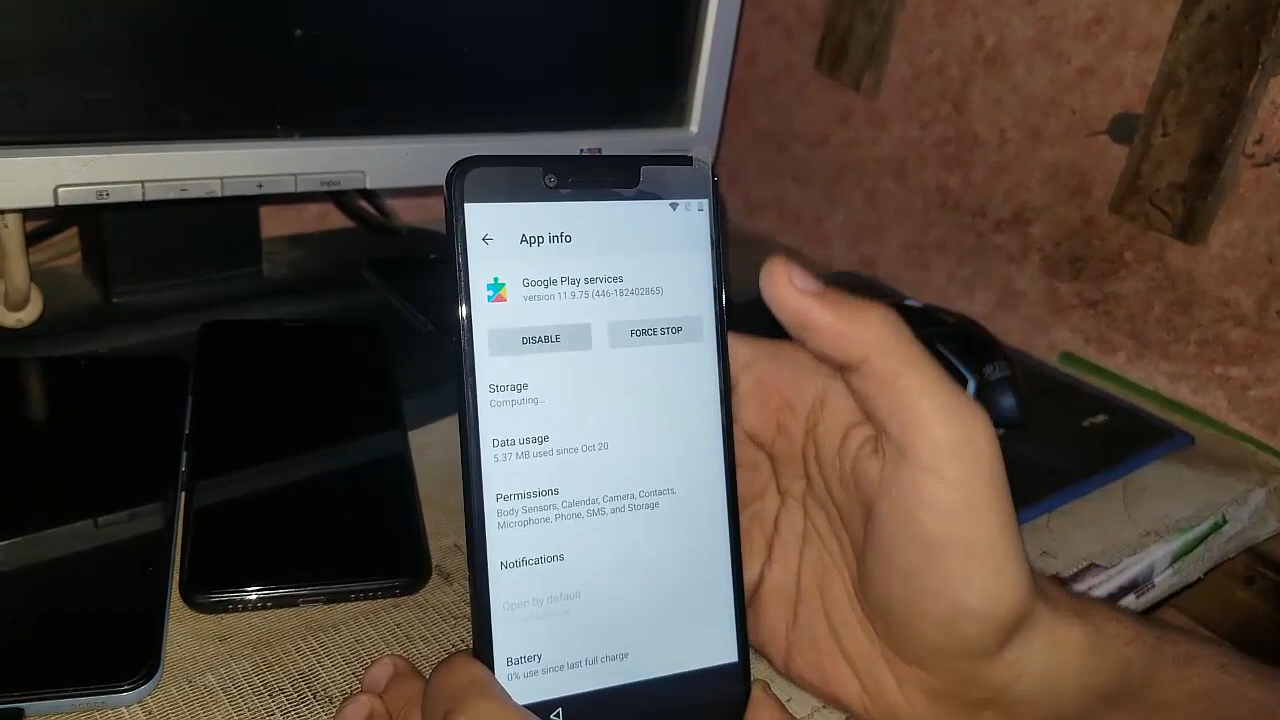 App info
Google Play services
version 11.9.75 (446-182402865)
DISABLE
FORCE STOP
Storage
Computing...
Data usage
5.37 MB used since Oct 20
Permissions
Body Sensors, Calendar, Camera, Contacts,
Microphone, Phone, SMS, and Storage
Notifications
Open by default
Battery
0% use since last full charge